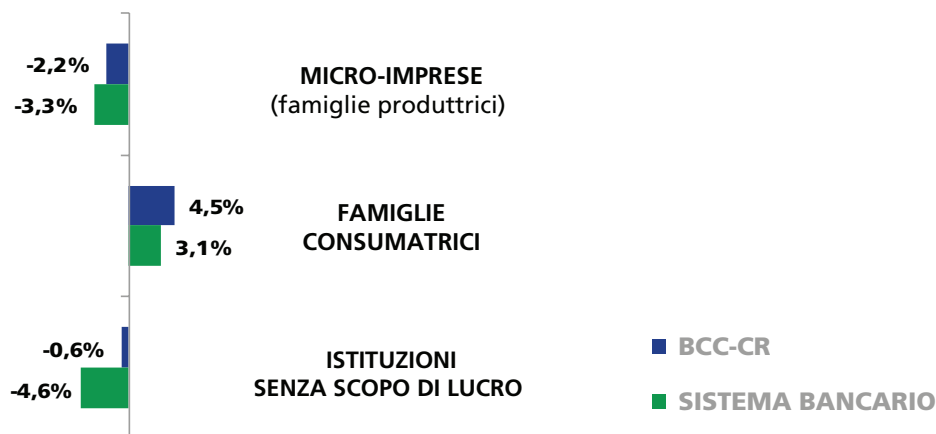 -2,2%
MICRO-IMPRESE
-3,3%
(famiglie produttrici)
4,5%
FAMIGLIE
CONSUMATRICI
3,1%
-0,6%
ISTITUZIONI
BCC-CR
-4,6%
SENZA SCOPO DI LUCRO
SISTEMA BANCARIO